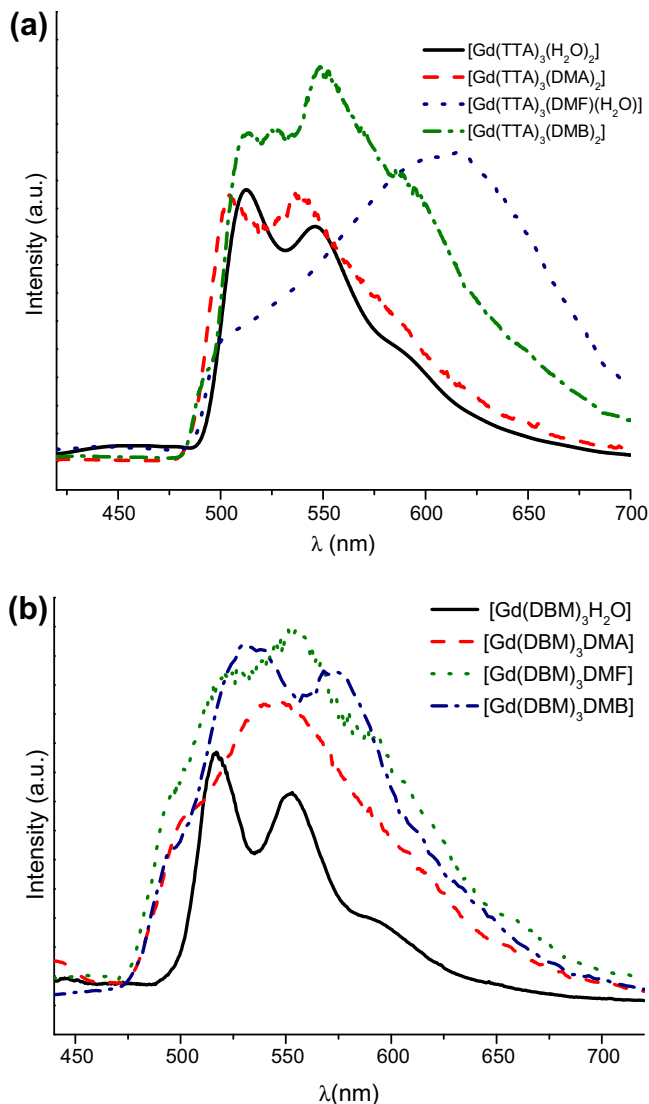 (a)
[Gd(TTA)₃(H₂O)₂]
[Gd(TTA)₃(DMA)₂]
[Gd(TTA)₃(DMF)(H₂O)]
[Gd(TTA)₃(DMB)₂]
Intensity (a.u.)
450 500 550 600 650 700
λ (nm)
(b)
[Gd(DBM)₃H₂O]
[Gd(DBM)₃DMA]
[Gd(DBM)₃DMF]
[Gd(DBM)₃DMB]
Intensity (a.u.)
450 500 550 600 650 700
λ(nm)